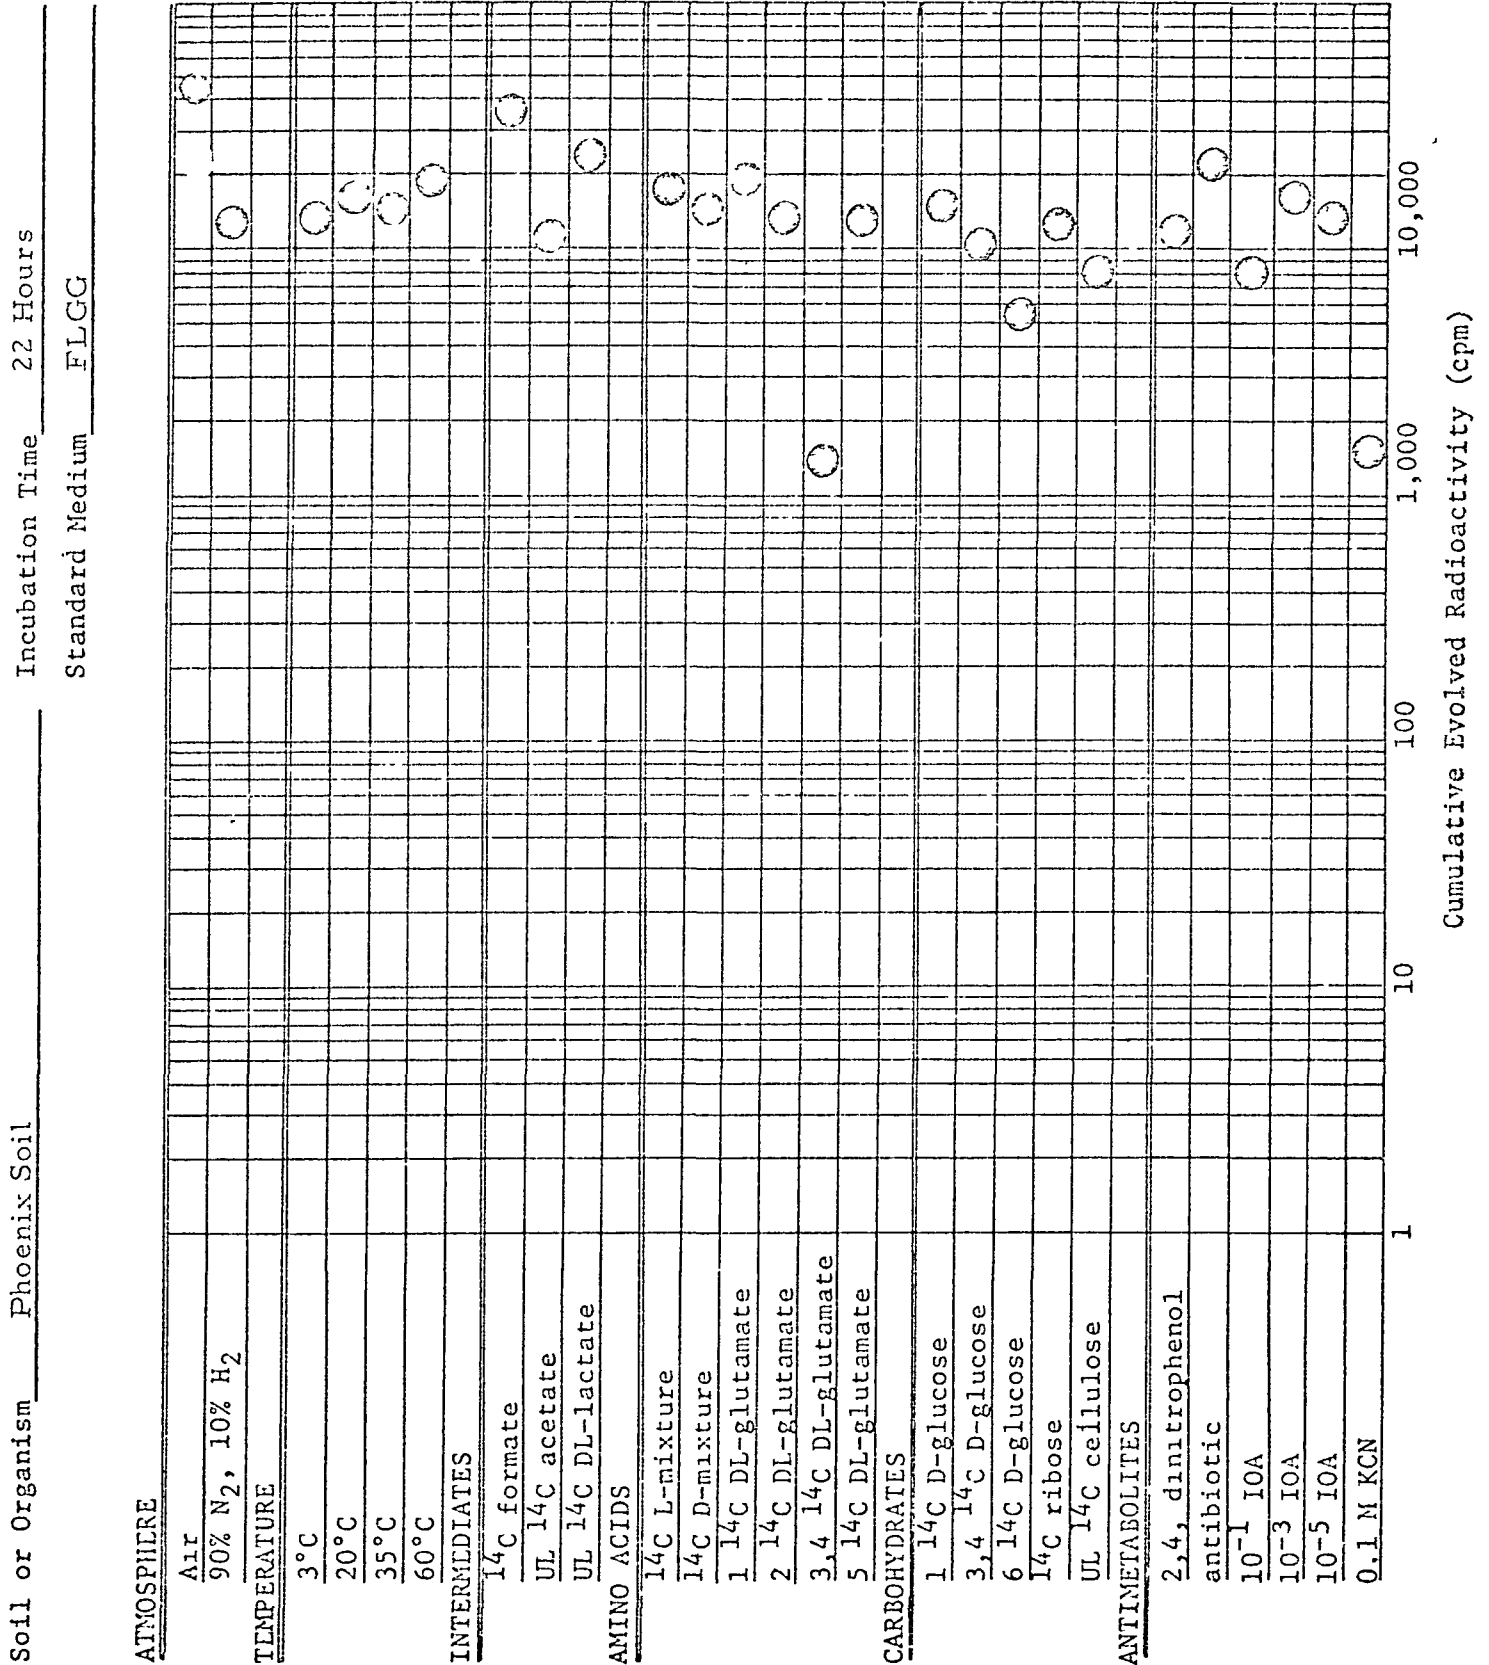 Soil or Organism Phoenix Soil Incubation Time 22 Hours
Standard Medium FLGG
ATMOSPHERE
Air
90% N2, 10% H2
TEMPERATURE
3°C
20°C
35°C
60°C
INTERMEDIATES
14C formate
UL 14C acetate
UL 14C DL-lactate
AMINO ACIDS
14C L-mixture
14C D-mixture
1 14C DL-glutamate
2 14C DL-glutamate
3,4 14C DL-glutamate
5 14C DL-glutamate
CARBOHYDRATES
1 14C D-glucose
3,4 14C D-glucose
6 14C D-glucose
14C ribose
UL 14C cellulose
ANTIMETABOLITES
2,4, dinitrophenol
antibiotic
10-1 IOA
10-3 IOA
10-5 IOA
0.1 M KCN
1 10 100 1,000 10,000
Cumulative Evolved Radioactivity (cpm)